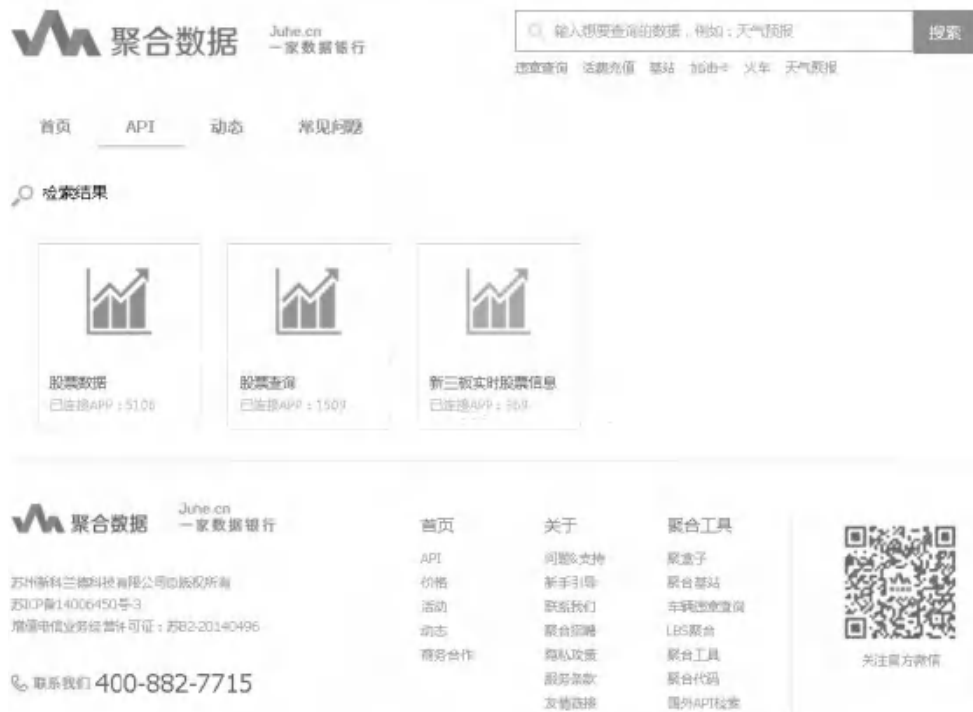 聚合数据
Juhe.cn
一家数据银行
输入想要查询的数据，例如：天气预报
搜索
违章查询 话费充值 基站 加油卡 火车 天气预报
首页 API 动态 常见问题
检索结果
股票数据
已连接APP：5106
股票查询
已连接APP：1509
新三板实时股票信息
已连接APP：369
聚合数据
Juhe.cn
一家数据银行
苏州新科兰德科技有限公司©版权所有
苏ICP备14006450号-3
增值电信业务经营许可证：苏B2-20140496
联系我们 400-882-7715
首页
API
价格
活动
动态
商务合作
关于
问题&支持
新手引导
联系我们
聚合招聘
隐私政策
服务条款
友情链接
聚合工具
聚盒子
聚合基站
车辆违章查询
LBS聚合
聚合工具
聚合代码
国外API检索
关注官方微信